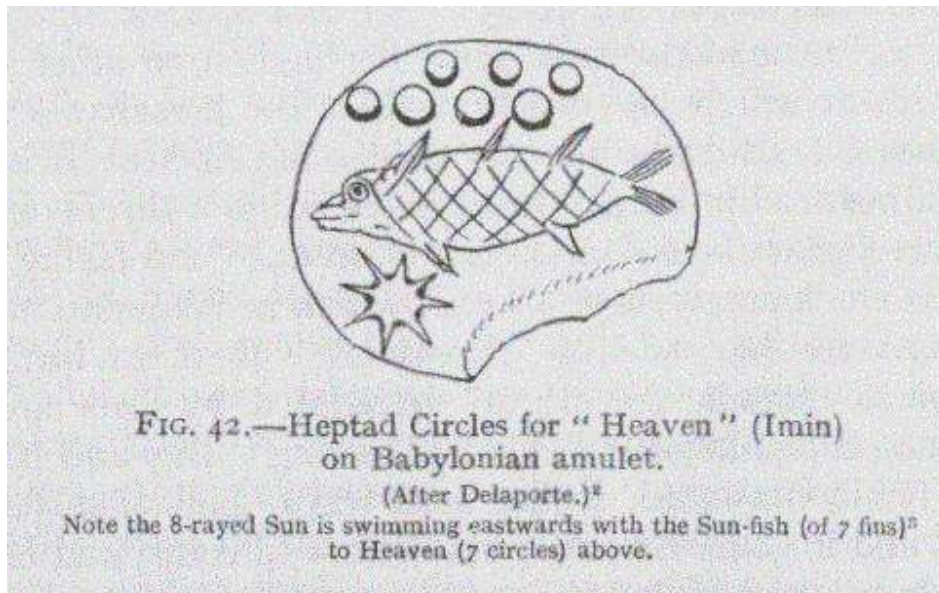 FIG. 42.—Heptad Circles for “ Heaven ” (Imin)
on Babylonian amulet.
(After Delaporte.)²
Note the 8-rayed Sun is swimming eastwards with the Sun-fish (of 7 fins)³
to Heaven (7 circles) above.